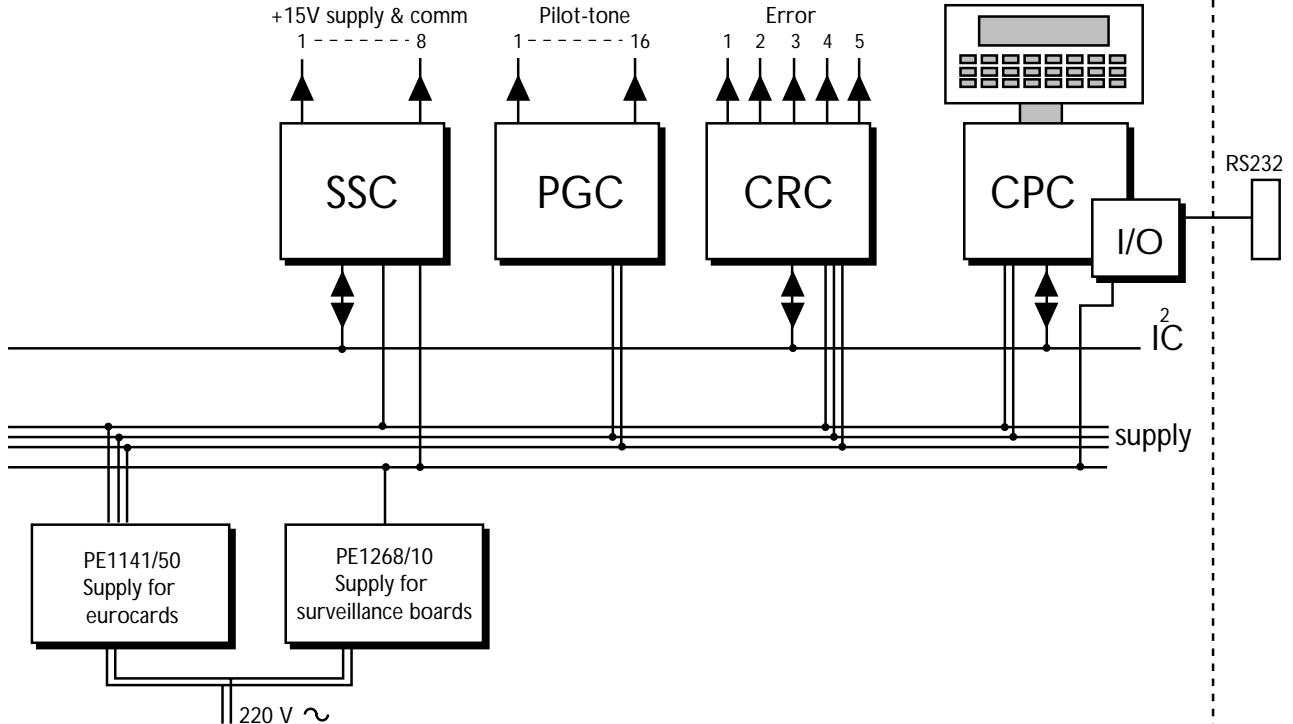 +15V supply & comm
1 - - - - - - - 8
Pilot-tone
1 - - - - - - - 16
Error
1 2 3 4 5
SSC
PGC
CRC
CPC
I/O
RS232
I²C
supply
PE1141/50
Supply for
eurocards
PE1268/10
Supply for
surveillance boards
220 V ~